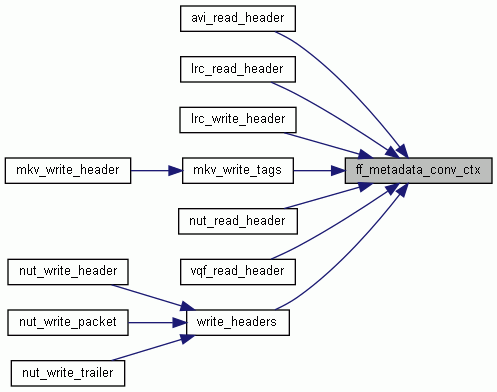 avi_read_header
lrc_read_header
lrc_write_header
mkv_write_header
mkv_write_tags
ff_metadata_conv_ctx
nut_read_header
vqf_read_header
nut_write_header
nut_write_packet
write_headers
nut_write_trailer